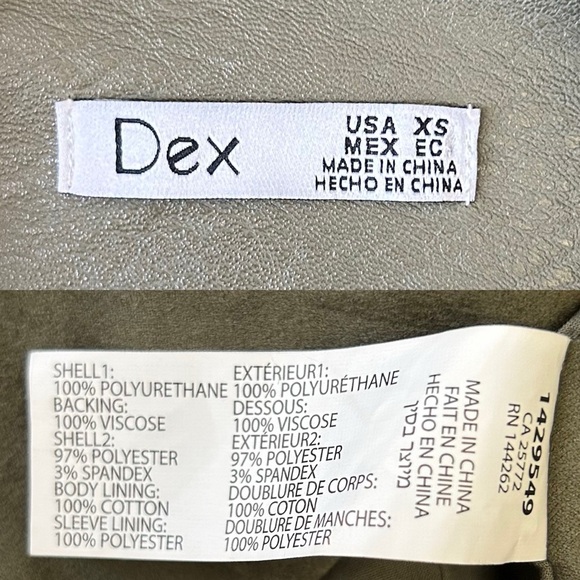 Dex
USA XS
MEX EC
MADE IN CHINA
HECHO EN CHINA
SHELL1:
100% POLYURETHANE
BACKING:
100% VISCOSE
SHELL2:
97% POLYESTER
3% SPANDEX
BODY LINING:
100% COTTON
SLEEVE LINING:
100% POLYESTER
EXTÉRIEUR1:
100% POLYURÉTHANE
DESSOUS:
100% VISCOSE
EXTÉRIEUR2:
97% POLYESTER
3% SPANDEX
DOUBLURE DE CORPS:
100% COTON
DOUBLURE DE MANCHES:
100% POLYESTER
MADE IN CHINA
FAIT EN CHINE
HECHO EN CHINA
מיוצר בסין
1429549
CA 25772
RN 144262